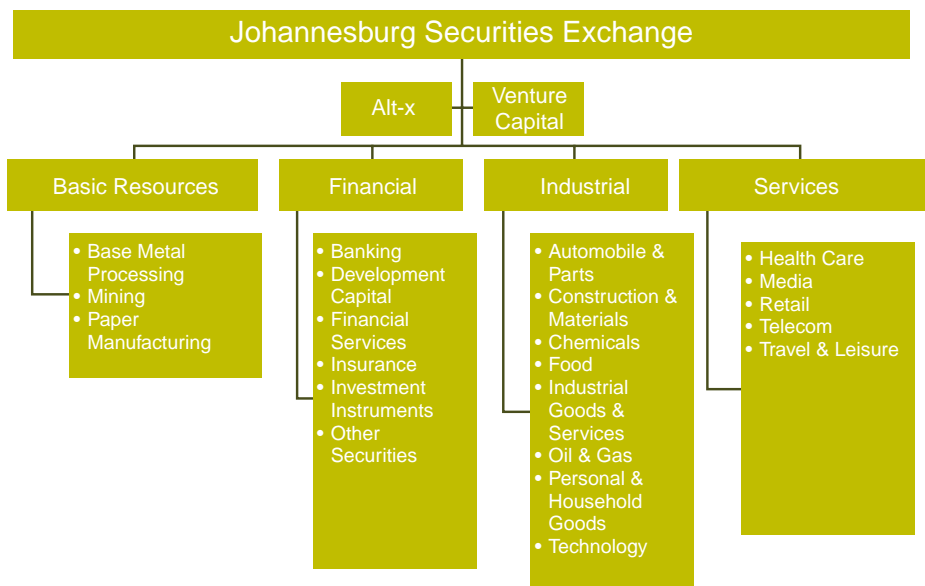 Johannesburg Securities Exchange
Alt-x
Venture
Capital
Basic Resources
Financial
Industrial
Services
• Base Metal
Processing
• Mining
• Paper
Manufacturing
• Banking
• Development
Capital
• Financial
Services
• Insurance
• Investment
Instruments
• Other
Securities
• Automobile &
Parts
• Construction &
Materials
• Chemicals
• Food
• Industrial
Goods &
Services
• Oil & Gas
• Personal &
Household
Goods
• Technology
• Health Care
• Media
• Retail
• Telecom
• Travel & Leisure